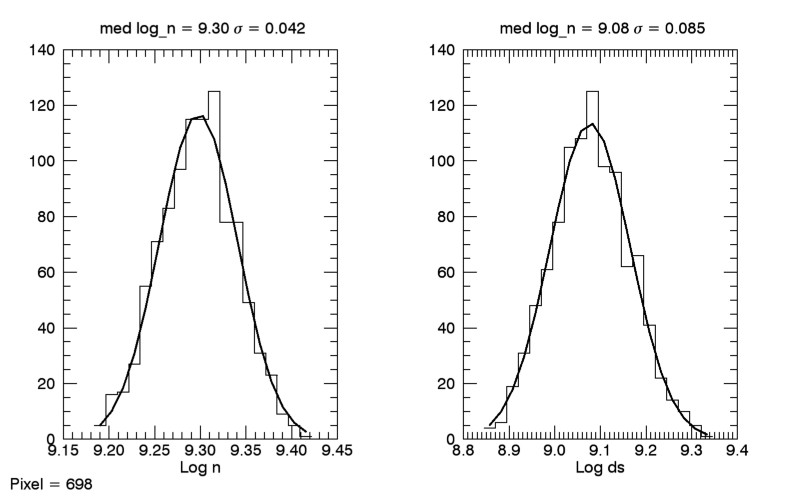 med log_n = 9.30 σ = 0.042
140
120
100
80
60
40
20
0
9.15 9.20 9.25 9.30 9.35 9.40 9.45
Log n
med log_n = 9.08 σ = 0.085
140
120
100
80
60
40
20
0
8.8 8.9 9.0 9.1 9.2 9.3 9.4
Log ds
Pixel = 698